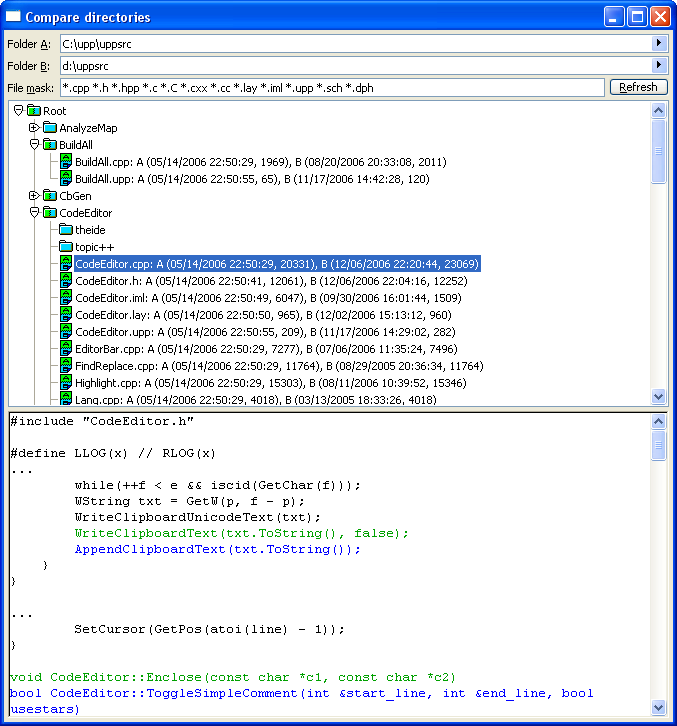 Compare directories
Folder A: C:\upp\uppsrc
Folder B: d:\uppsrc
File mask: *.cpp *.h *.hpp *.c *.C *.cxx *.cc *.lay *.iml *.upp *.sch *.dph Refresh
Root
AnalyzeMap
BuildAll
BuildAll.cpp: A (05/14/2006 22:50:29, 1969), B (08/20/2006 20:33:08, 2011)
BuildAll.upp: A (05/14/2006 22:50:55, 65), B (11/17/2006 14:42:28, 120)
CbGen
CodeEditor
theide
topic++
CodeEditor.cpp: A (05/14/2006 22:50:29, 20331), B (12/06/2006 22:20:44, 23069)
CodeEditor.h: A (05/14/2006 22:50:41, 12061), B (12/06/2006 22:04:16, 12252)
CodeEditor.iml: A (05/14/2006 22:50:49, 6047), B (09/30/2006 16:01:44, 1509)
CodeEditor.lay: A (05/14/2006 22:50:50, 965), B (12/02/2006 15:13:12, 960)
CodeEditor.upp: A (05/14/2006 22:50:55, 209), B (11/17/2006 14:29:02, 282)
EditorBar.cpp: A (05/14/2006 22:50:29, 7277), B (07/06/2006 11:35:24, 7496)
FindReplace.cpp: A (05/14/2006 22:50:29, 11764), B (08/29/2005 20:36:34, 11764)
Highlight.cpp: A (05/14/2006 22:50:29, 15303), B (08/11/2006 10:39:52, 15346)
Lang.cpp: A (05/14/2006 22:50:29, 4018), B (03/13/2005 18:33:26, 4018)
#include "CodeEditor.h"
#define LLOG(x) // RLOG(x)
...
while(++f < e && iscid(GetChar(f)));
WString txt = GetW(p, f - p);
WriteClipboardUnicodeText(txt);
WriteClipboardText(txt.ToString(), false);
AppendClipboardText(txt.ToString());
}
}
...
SetCursor(GetPos(atoi(line) - 1));
}
void CodeEditor::Enclose(const char *c1, const char *c2)
bool CodeEditor::ToggleSimpleComment(int &start_line, int &end_line, bool
usestars)